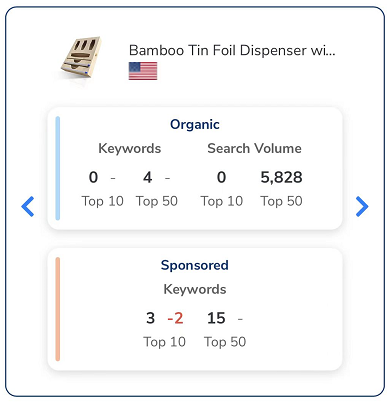 Bamboo Tin Foil Dispenser wi...
Organic
Keywords Search Volume
0 - 4 - 0 5,828
Top 10 Top 50 Top 10 Top 50
Sponsored
Keywords
3 -2 15 -
Top 10 Top 50